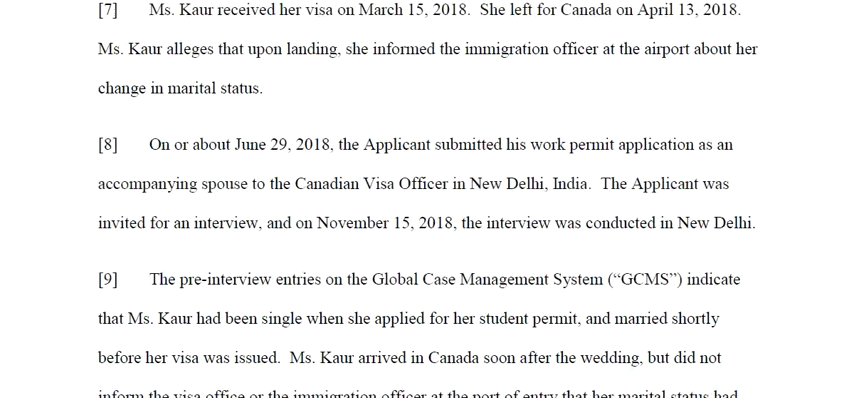 [7] Ms. Kaur received her visa on March 15, 2018. She left for Canada on April 13, 2018.
Ms. Kaur alleges that upon landing, she informed the immigration officer at the airport about her
change in marital status.
[8] On or about June 29, 2018, the Applicant submitted his work permit application as an
accompanying spouse to the Canadian Visa Officer in New Delhi, India. The Applicant was
invited for an interview, and on November 15, 2018, the interview was conducted in New Delhi.
[9] The pre-interview entries on the Global Case Management System (“GCMS”) indicate
that Ms. Kaur had been single when she applied for her student permit, and married shortly
before her visa was issued. Ms. Kaur arrived in Canada soon after the wedding, but did not
inform the visa office or the immigration officer at the port of entry that her marital status had